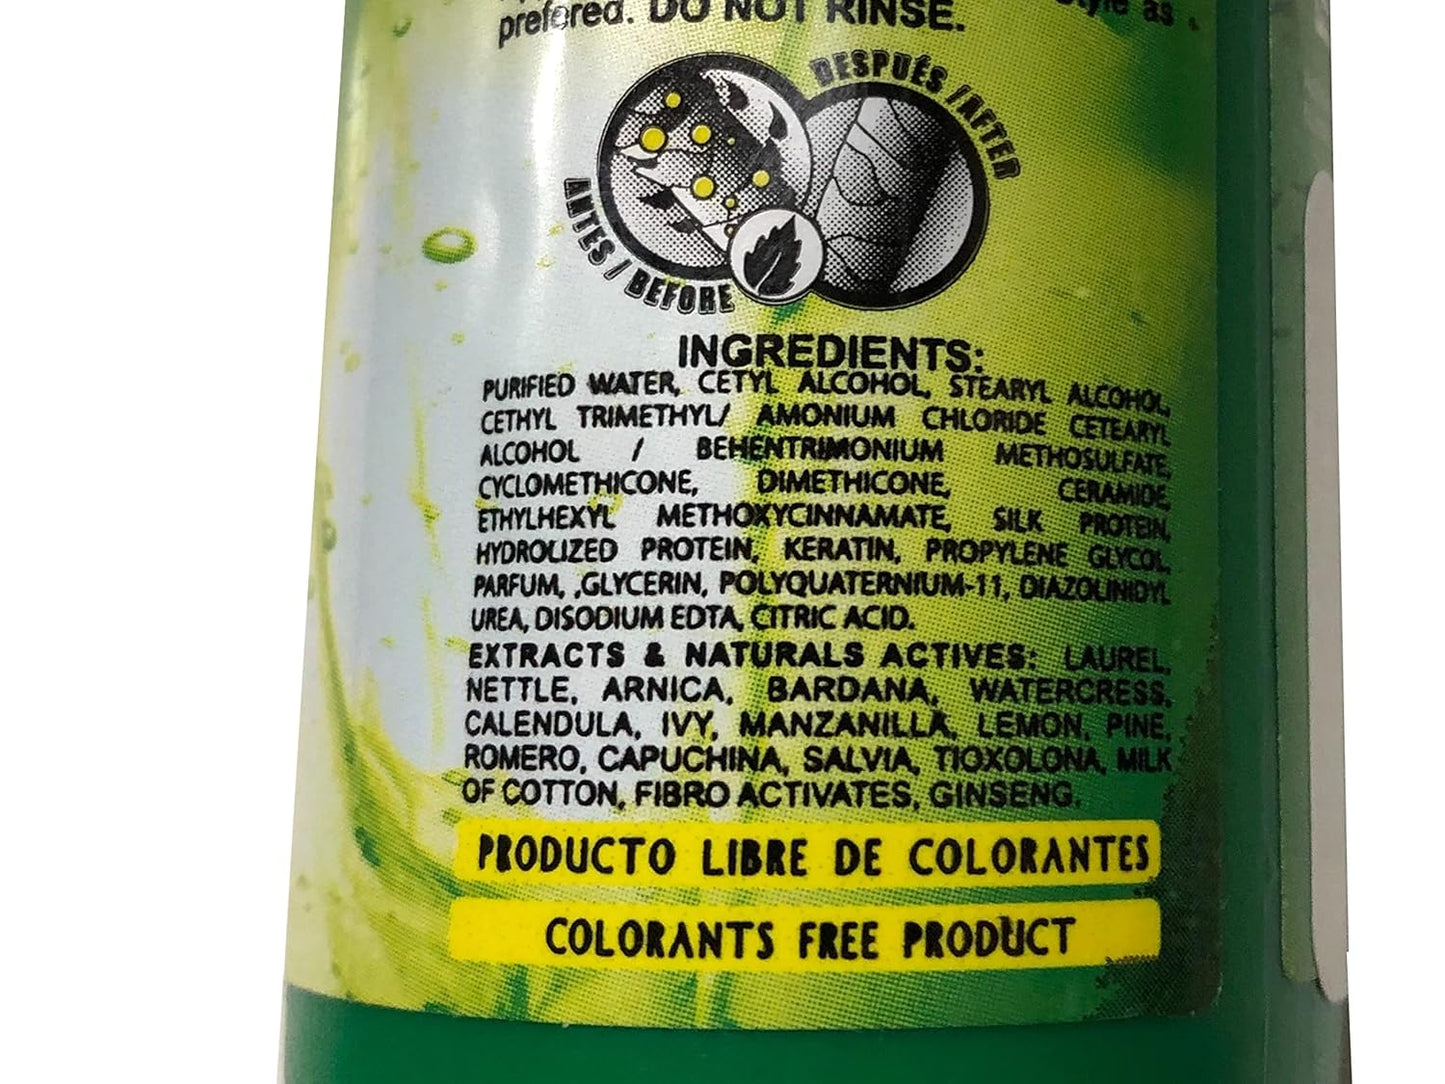 style as
prefered. DO NOT RINSE.
DESPUÉS / AFTER
ANTES / BEFORE
INGREDIENTS:
PURIFIED WATER, CETYL ALCOHOL, STEARYL ALCOHOL,
CETHYL TRIMETHYL/ AMONIUM CHLORIDE CETEARYL
ALCOHOL / BEHENTRIMONIUM METHOSULFATE,
CYCLOMETHICONE, DIMETHICONE, CERAMIDE,
ETHYLHEXYL METHOXYCINNAMATE, SILK PROTEIN,
HYDROLIZED PROTEIN, KERATIN, PROPYLENE GLYCOL,
PARFUM, ,GLYCERIN, POLYQUATERNIUM-11, DIAZOLINIDYL
UREA, DISODIUM EDTA, CITRIC ACID.
EXTRACTS & NATURALS ACTIVES: LAUREL,
NETTLE, ARNICA, BARDANA, WATERCRESS,
CALENDULA, IVY, MANZANILLA, LEMON, PINE,
ROMERO, CAPUCHINA, SALVIA, TIOXOLONA, MILK
OF COTTON, FIBRO ACTIVATES, GINSENG.
PRODUCTO LIBRE DE COLORANTES
COLORANTS FREE PRODUCT